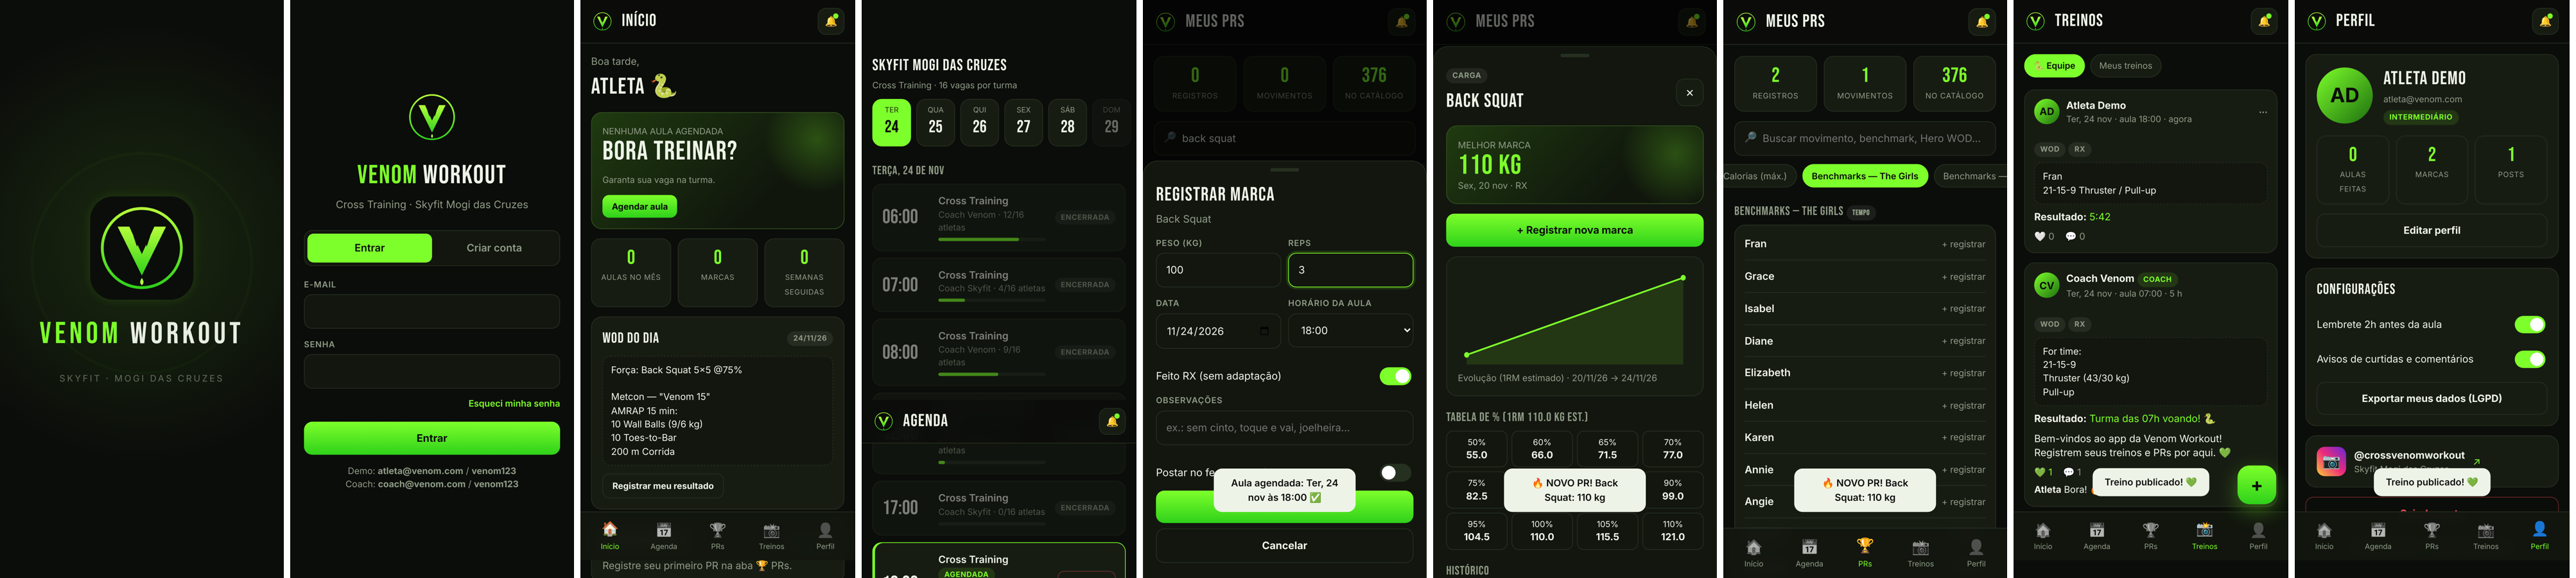 VENOM WORKOUT
SKYFIT · MOGI DAS CRUZES
VENOM WORKOUT
Cross Training · Skyfit Mogi das Cruzes
Entrar
Criar conta
E-MAIL
SENHA
Esqueci minha senha
Entrar
Demo: atleta@venom.com / venom123
Coach: coach@venom.com / venom123
INÍCIO
Boa tarde,
ATLETA 🐍
NENHUMA AULA AGENDADA
BORA TREINAR?
Garanta sua vaga na turma.
Agendar aula
0
AULAS NO MÊS
0
MARCAS
0
SEMANAS
SEGUIDAS
WOD DO DIA
24/11/26
Força: Back Squat 5×5 @75%
Metcon — "Venom 15"
AMRAP 15 min:
10 Wall Balls (9/6 kg)
10 Toes-to-Bar
200 m Corrida
Registrar meu resultado
Início
Agenda
PRs
Treinos
Perfil
Registre seu primeiro PR na aba 🏆 PRs.
SKYFIT MOGI DAS CRUZES
Cross Training · 16 vagas por turma
TER
24
QUA
25
QUI
26
SEX
27
SÁB
28
DOM
29
TERÇA, 24 DE NOV
06:00
Cross Training
Coach Venom · 12/16
atletas
ENCERRADA
07:00
Cross Training
Coach Skyfit · 4/16 atletas
ENCERRADA
08:00
Cross Training
Coach Venom · 9/16
atletas
ENCERRADA
AGENDA
atletas
17:00
Cross Training
Coach Skyfit · 0/16 atletas
ENCERRADA
Cross Training
AGENDADA
MEUS PRS
0
REGISTROS
0
MOVIMENTOS
376
NO CATÁLOGO
back squat
REGISTRAR MARCA
Back Squat
PESO (KG)
REPS
100
3
DATA
HORÁRIO DA AULA
11/24/2026
18:00
Feito RX (sem adaptação)
OBSERVAÇÕES
ex.: sem cinto, toque e vai, joelheira...
Postar no fe
Aula agendada: Ter, 24
nov às 18:00 ✅
Cancelar
MEUS PRS
CARGA
BACK SQUAT
×
MELHOR MARCA
110 KG
Sex, 20 nov · RX
+ Registrar nova marca
Evolução (1RM estimado) · 20/11/26 → 24/11/26
TABELA DE % (1RM 110.0 KG EST.)
50%
55.0
60%
66.0
65%
71.5
70%
77.0
75%
82.5
90%
99.0
🔥 NOVO PR! Back
Squat: 110 kg
95%
104.5
100%
110.0
105%
115.5
110%
121.0
HISTÓRICO
MEUS PRS
2
REGISTROS
1
MOVIMENTOS
376
NO CATÁLOGO
Buscar movimento, benchmark, Hero WOD...
Calorias (máx.)
Benchmarks — The Girls
Benchmarks —
BENCHMARKS — THE GIRLS
TEMPO
Fran
+ registrar
Grace
+ registrar
Isabel
+ registrar
Diane
+ registrar
Elizabeth
+ registrar
Helen
+ registrar
Karen
+ registrar
Annie
+ registrar
Angie
+ registrar
🔥 NOVO PR! Back
Squat: 110 kg
Início
Agenda
PRs
Treinos
Perfil
TREINOS
🐍 Equipe
Meus treinos
AD
Atleta Demo
Ter, 24 nov · aula 18:00 · agora
...
WOD
RX
Fran
21-15-9 Thruster / Pull-up
Resultado: 5:42
🤍 0
💬 0
CV
Coach Venom
COACH
Ter, 24 nov · aula 07:00 · 5 h
WOD
RX
For time:
21-15-9
Thruster (43/30 kg)
Pull-up
Resultado: Turma das 07h voando! 🐍
Bem-vindos ao app da Venom Workout!
Registrem seus treinos e PRs por aqui. 💚
💚 1
💬 1
Atleta Bora!
Treino publicado! 💚
+
Início
Agenda
PRs
Treinos
Perfil
PERFIL
AD
ATLETA DEMO
atleta@venom.com
INTERMEDIÁRIO
0
AULAS
FEITAS
2
MARCAS
1
POSTS
Editar perfil
CONFIGURAÇÕES
Lembrete 2h antes da aula
Avisos de curtidas e comentários
Exportar meus dados (LGPD)
@crossvenomworkout
Treino publicado! 💚
Início
Agenda
PRs
Treinos
Perfil